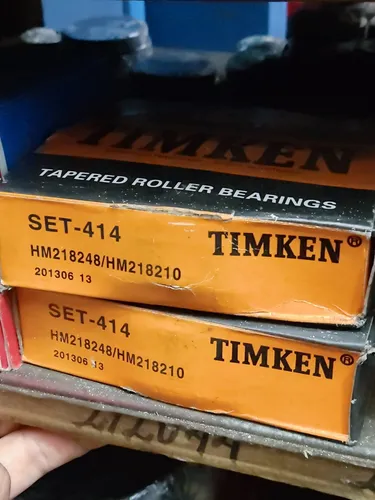 TIMKEN
TAPERED ROLLER BEARINGS
SET-414
HM218248/HM218210
201306 13
TIMKEN®
SET-414
HM218248/HM218210
201306 13
TIMKEN®